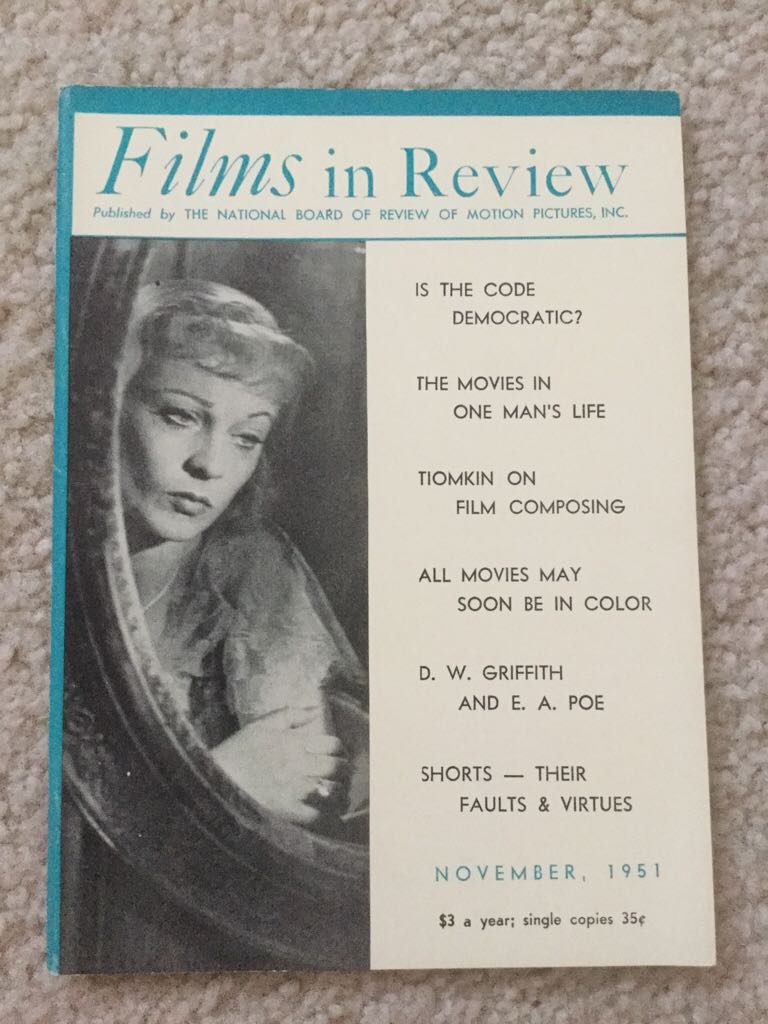 Films in Review
Published by THE NATIONAL BOARD OF REVIEW OF MOTION PICTURES, INC.
IS THE CODE
DEMOCRATIC?
THE MOVIES IN
ONE MAN'S LIFE
TIOMKIN ON
FILM COMPOSING
ALL MOVIES MAY
SOON BE IN COLOR
D. W. GRIFFITH
AND E. A. POE
SHORTS — THEIR
FAULTS & VIRTUES
NOVEMBER, 1951
$3 a year; single copies 35¢